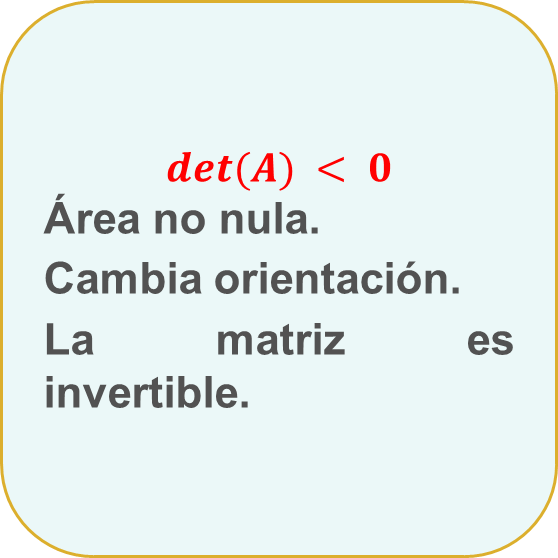 det(A) < 0
Área no nula.
Cambia orientación.
La matriz es
invertible.